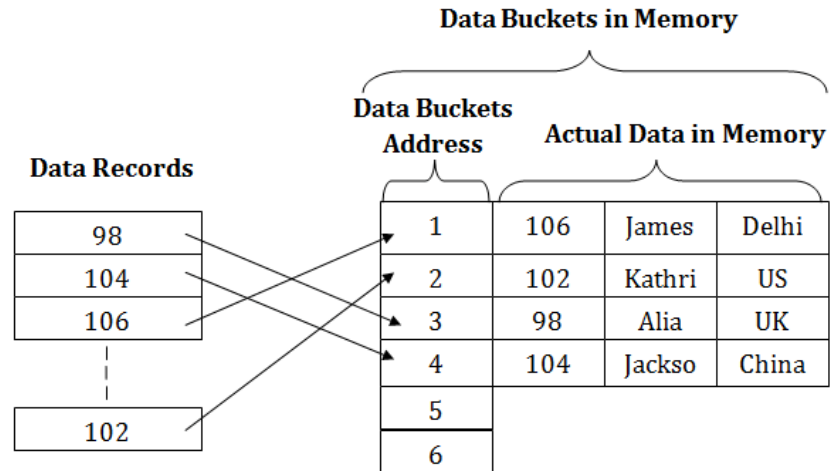 Data Buckets in Memory
Data Buckets
Address
Actual Data in Memory
Data Records
98
104
106
102
1 106 James Delhi
2 102 Kathri US
3 98 Alia UK
4 104 Jackso China
5
6